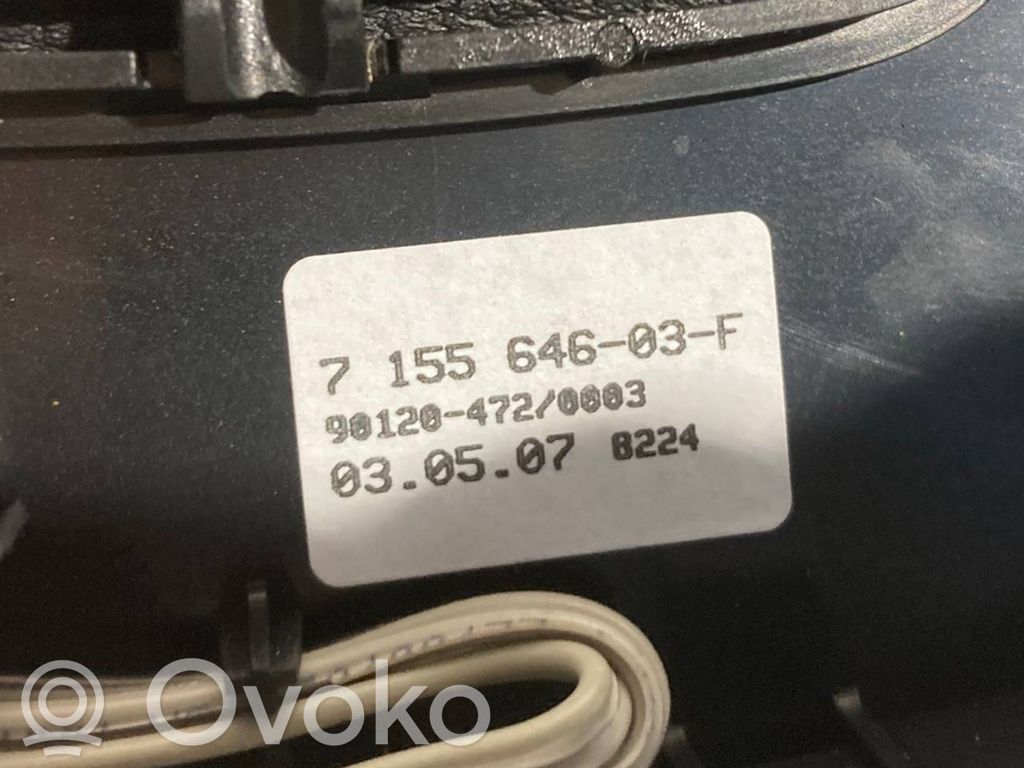 7 155 646-03-F
90120-472/0003
03.05.07 8224
Ovoko